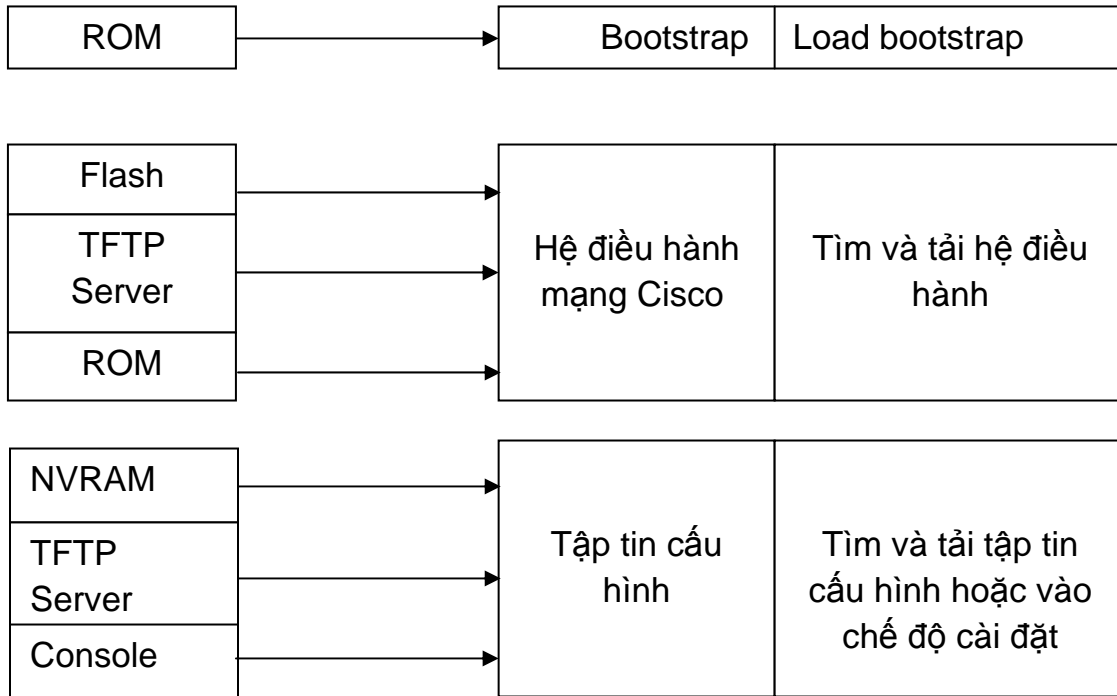 ROM
Bootstrap
Load bootstrap
Flash
TFTP
Server
ROM
Hệ điều hành
mạng Cisco
Tìm và tải hệ điều
hành
NVRAM
TFTP
Server
Console
Tập tin cấu
hình
Tìm và tải tập tin
cấu hình hoặc vào
chế độ cài đặt